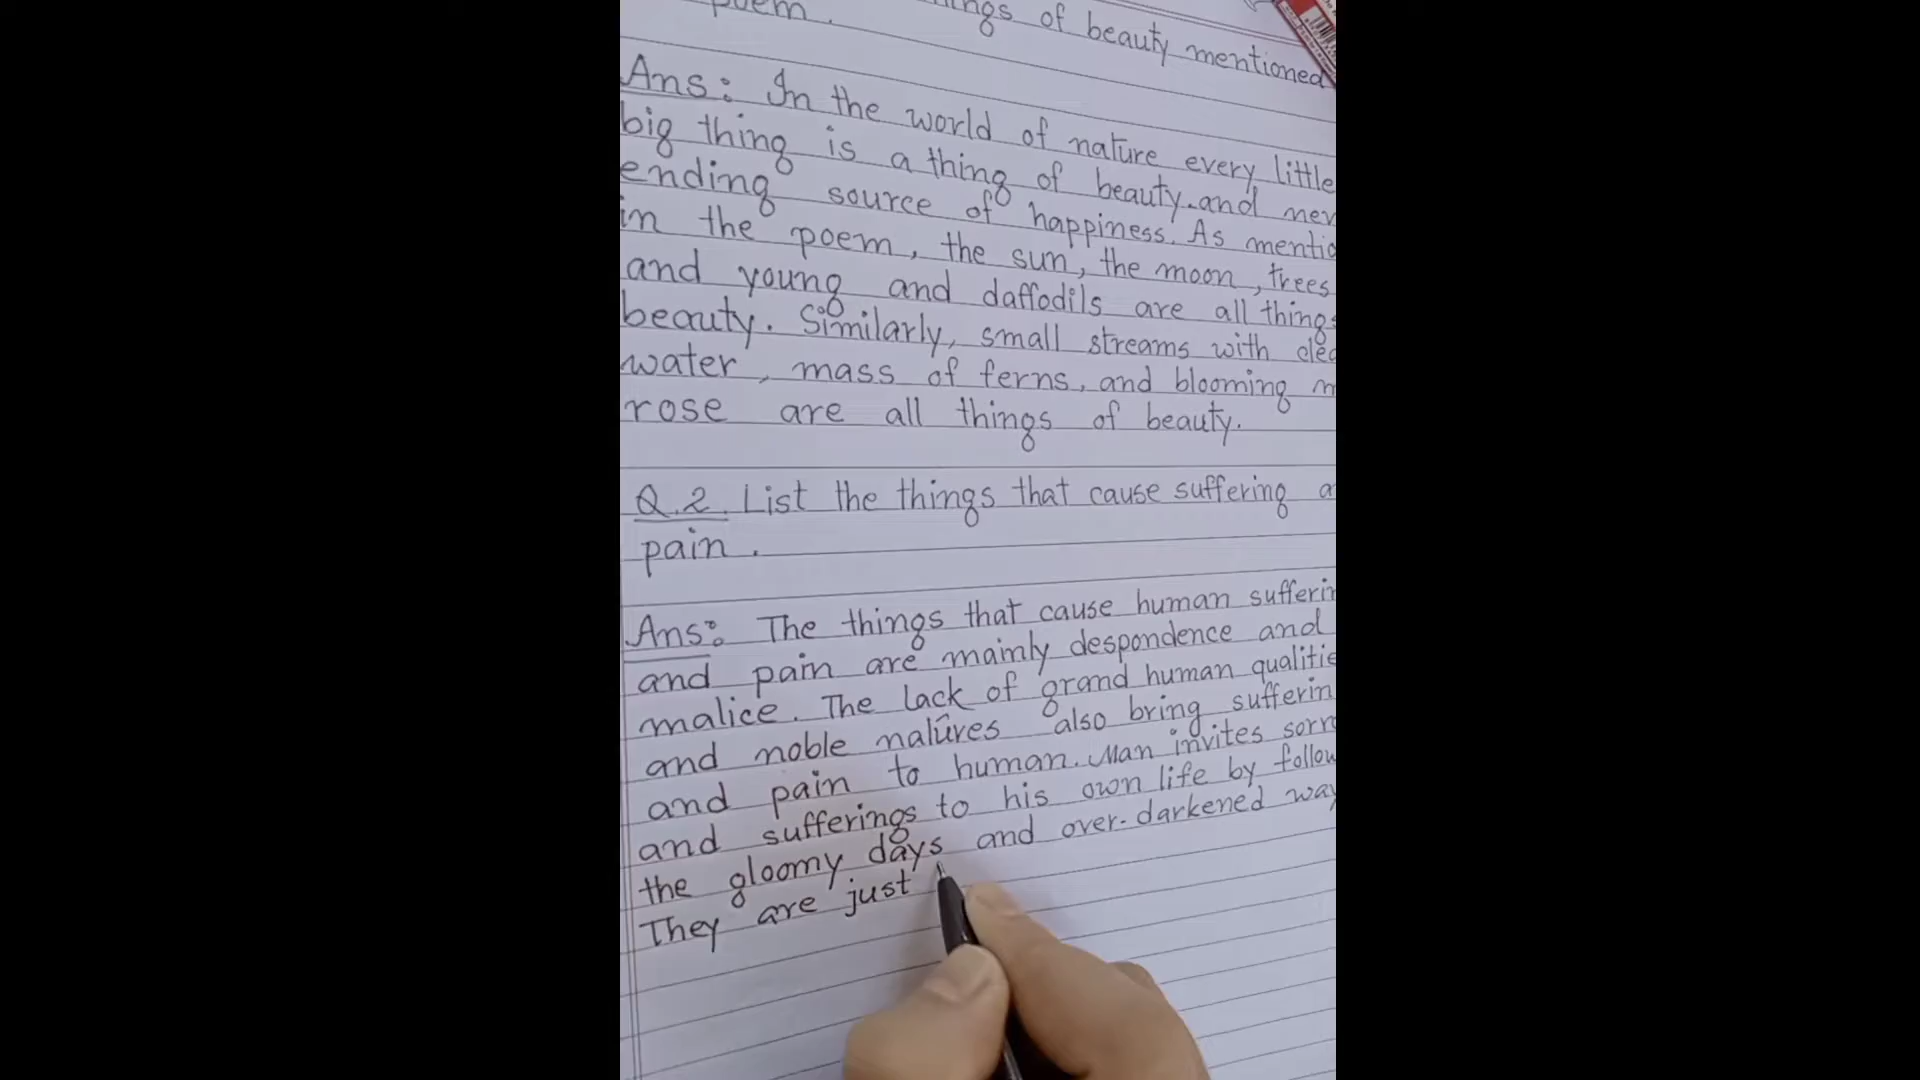 poem. things of beauty mentioned
Ans: In the world of nature every little
big thing is a thing of beauty.and nev
ending source of happiness. As mentio
in the poem, the sun, the moon, trees
and young and daffodils are all things
beauty. Similarly, small streams with clea
water, mass of ferns, and blooming m
rose are all things of beauty.
Q.2. List the things that cause suffering a
pain.
Ans: The things that cause human sufferin
and pain are mainly despondence and
malice. The lack of grand human qualitie
and noble natures also bring sufferin
and pain to human. Man invites sorro
and sufferings to his own life by follow
the gloomy days and over-darkened way
They are just